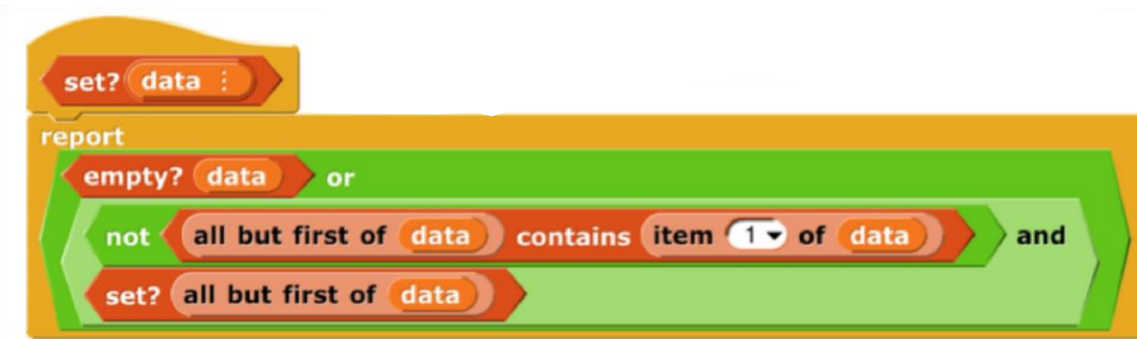 set? data ⋮
report
empty? data or
not all but first of data contains item 1 of data and
set? all but first of data